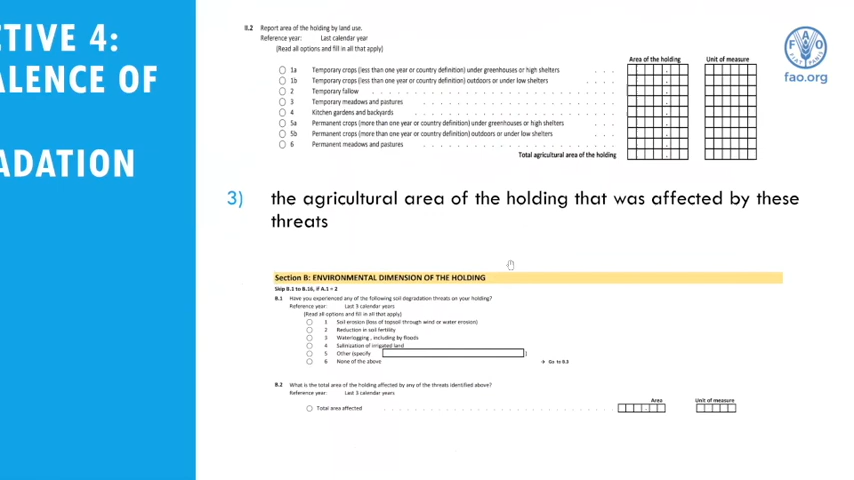 CTIVE 4:
ALENCE OF
ADATION
II.2 Report area of the holding by land use.
Reference year: Last calendar year
(Read all options and fill in all that apply)
Area of the holding Unit of measure
1a Temporary crops (less than one year or country definition) under greenhouses or high shelters
1b Temporary crops (less than one year or country definition) outdoors or under low shelters
2 Temporary fallow
3 Temporary meadows and pastures
4 Kitchen gardens and backyards
5a Permanent crops (more than one year or country definition) under greenhouses or high shelters
5b Permanent crops (more than one year or country definition) outdoors or under low shelters
6 Permanent meadows and pastures
Total agricultural area of the holding
FAO
FIAT PANIS
fao.org
3) the agricultural area of the holding that was affected by these
threats
Section B: ENVIRONMENTAL DIMENSION OF THE HOLDING
Skip B.1 to B.16, if A.1 = 2
B.1 Have you experienced any of the following soil degradation threats on your holding?
Reference year: Last 3 calendar years
(Read all options and fill in all that apply)
1 Soil erosion (loss of topsoil through wind or water erosion)
2 Reduction in soil fertility
3 Waterlogging, including by floods
4 Salinization of irrigated land
5 Other (specify )
6 None of the above → Go to B.3
B.2 What is the total area of the holding affected by any of the threats identified above?
Reference year: Last 3 calendar years
Area Unit of measure
Total area affected